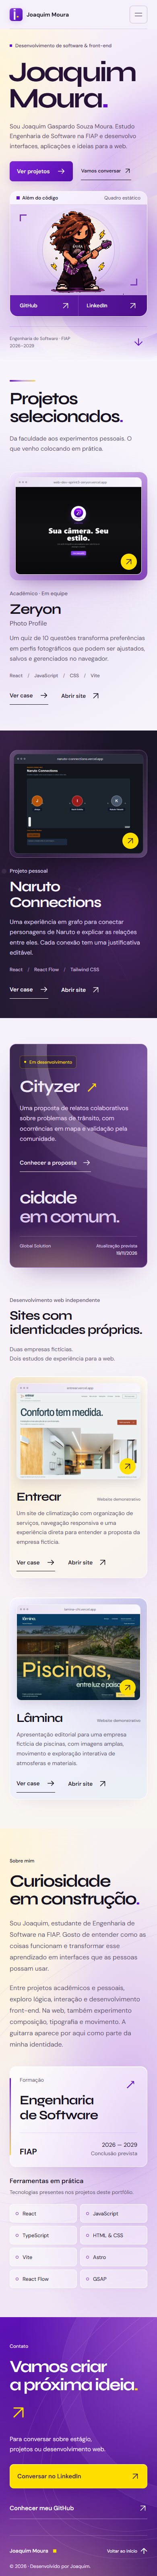 Joaquim Moura
Desenvolvimento de software & front-end
Joaquim
Moura.
Sou Joaquim Gaspardo Souza Moura. Estudo
Engenharia de Software na FIAP e desenvolvo
interfaces, aplicações e ideias para a web.
Ver projetos
Vamos conversar
Além do código
Quadro estático
GitHub
LinkedIn
Engenharia de Software · FIAP
2026–2029
Projetos
selecionados.
Da faculdade aos experimentos pessoais. O
que venho colocando em prática.
Sua câmera. Seu
estilo.
Acadêmico · Em equipe
Zeryon
Photo Profile
Um quiz de 10 questões transforma preferências
em perfis fotográficos que podem ser ajustados,
salvos e gerenciados no navegador.
React / JavaScript / CSS / Vite
Ver case
Abrir site
Naruto Connections
Projeto pessoal
Naruto
Connections
Uma experiência em grafo para conectar
personagens de Naruto e explicar as relações
entre eles. Cada conexão tem uma justificativa
editável.
React / React Flow / Tailwind CSS
Ver case
Abrir site
Em desenvolvimento
Cityzer
Uma proposta de relatos colaborativos
sobre problemas de trânsito, com
ocorrências em mapa e validação pela
comunidade.
Conhecer a proposta
cidade
em comum.
Global Solution
Atualização prevista
18/11/2026
Desenvolvimento web independente
Sites com
identidades próprias.
Duas empresas fictícias.
Dois estudos de experiência para a web.
Conforto tem medida.
Entrear
Website demonstrativo
Um site de climatização com organização de
serviços, navegação responsiva e uma
experiência direta para entender a proposta da
empresa fictícia.
Ver case
Abrir site
Piscinas,
entre luz e pois
Lâmina
Website demonstrativo
Apresentação editorial para uma empresa
fictícia de piscinas, com imagens amplas,
movimento e exploração interativa de
atmosferas e materiais.
Ver case
Abrir site
Sobre mim
Curiosidade
em construção.
Sou Joaquim, estudante de Engenharia de
Software na FIAP. Gosto de entender como as
coisas funcionam e transformar esse
aprendizado em interfaces que as pessoas
possam usar.
Entre projetos acadêmicos e pessoais,
exploro lógica, interação e desenvolvimento
front-end. Na web, também experimento
composição, tipografia e movimento. A
guitarra aparece por aqui como parte da
minha identidade.
Formação
Engenharia
de Software
FIAP
2026 — 2029
Conclusão prevista
Ferramentas em prática
Tecnologias presentes nos projetos deste portfólio.
React
JavaScript
TypeScript
HTML & CSS
Vite
Astro
React Flow
GSAP
Contato
Vamos criar
a próxima ideia.
Para conversar sobre estágio,
projetos ou desenvolvimento web.
Conversar no LinkedIn
Conhecer meu GitHub
Joaquim Moura
Voltar ao início
© 2026 · Desenvolvido por Joaquim.